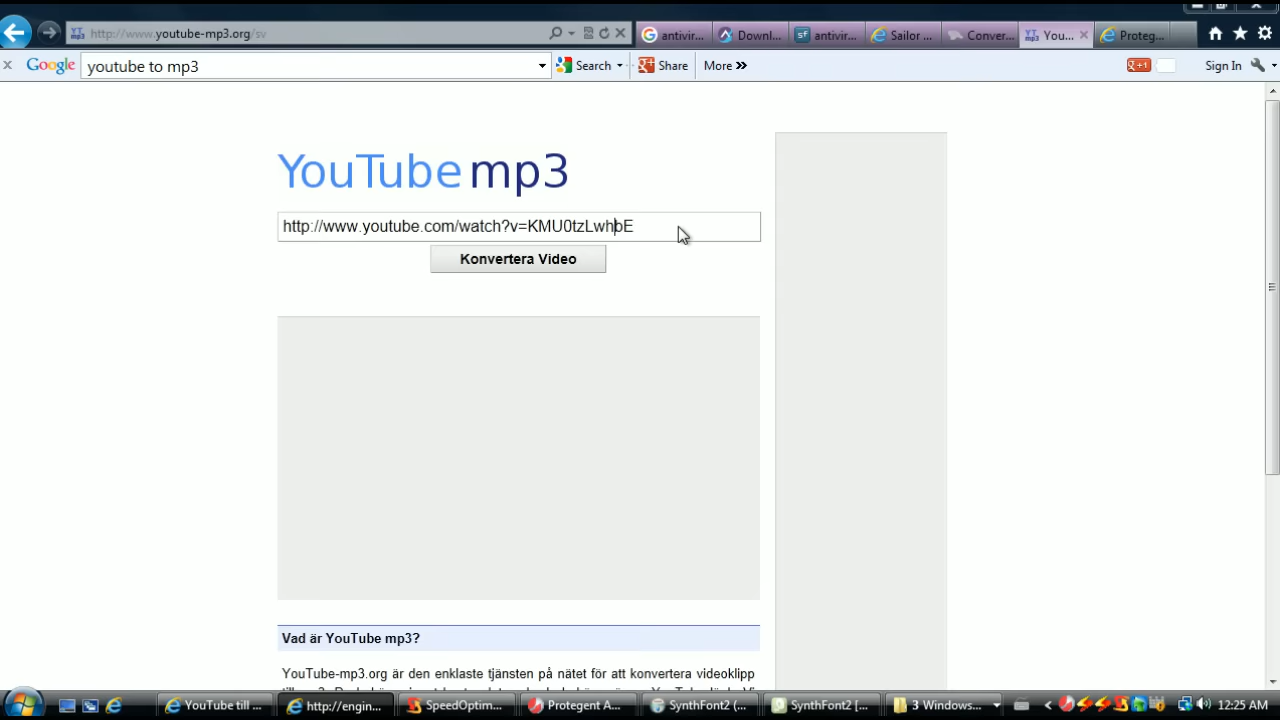 http://www.youtube-mp3.org/sv
antivir...
Downl...
antivir...
Sailor ...
Conver...
You...
Proteg...
Google
youtube to mp3
Search
Share
More »
+1
Sign In
YouTube mp3
http://www.youtube.com/watch?v=KMU0tzLwhbE
Konvertera Video
Vad är YouTube mp3?
YouTube-mp3.org är den enklaste tjänsten på nätet för att konvertera videoklipp
YouTube till ...
http://engin...
SpeedOptim...
Protegent A...
SynthFont2 (...
SynthFont2 [...
3 Windows...
12:25 AM